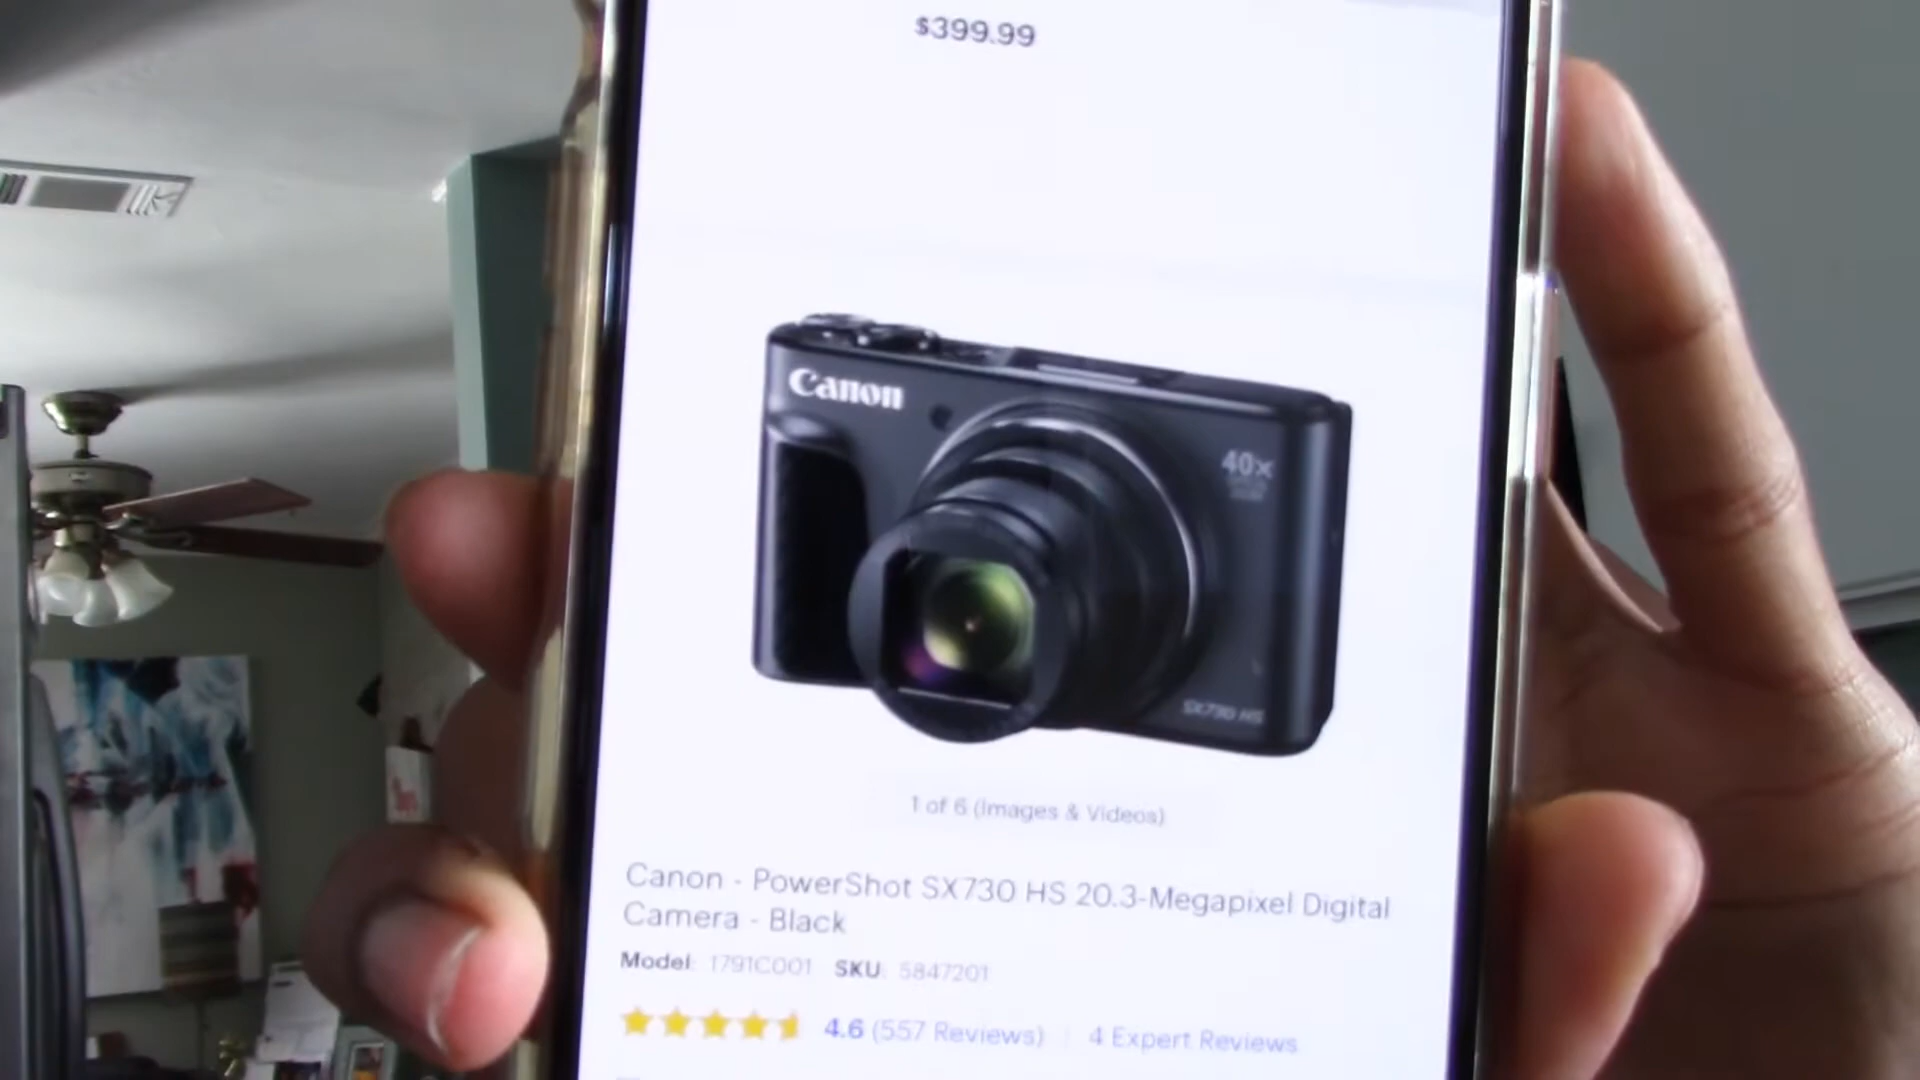 $399.99
Canon
40x
SX730 HS
1 of 6 (Images & Videos)
Canon - PowerShot SX730 HS 20.3-Megapixel Digital
Camera - Black
Model: 1791C001 SKU: 5847201
4.6 (557 Reviews) | 4 Expert Reviews